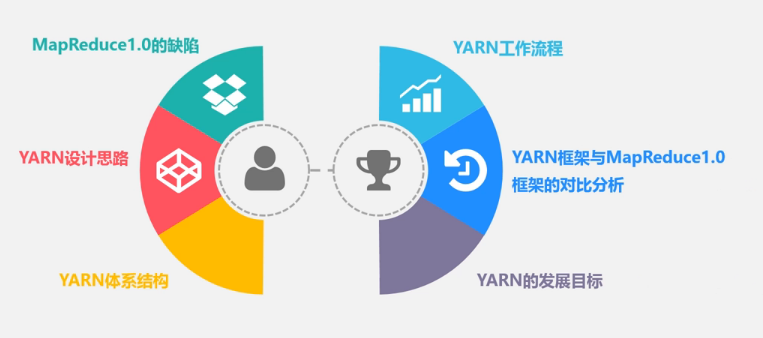 MapReduce1.0的缺陷
YARN设计思路
YARN体系结构
YARN工作流程
YARN框架与MapReduce1.0
框架的对比分析
YARN的发展目标